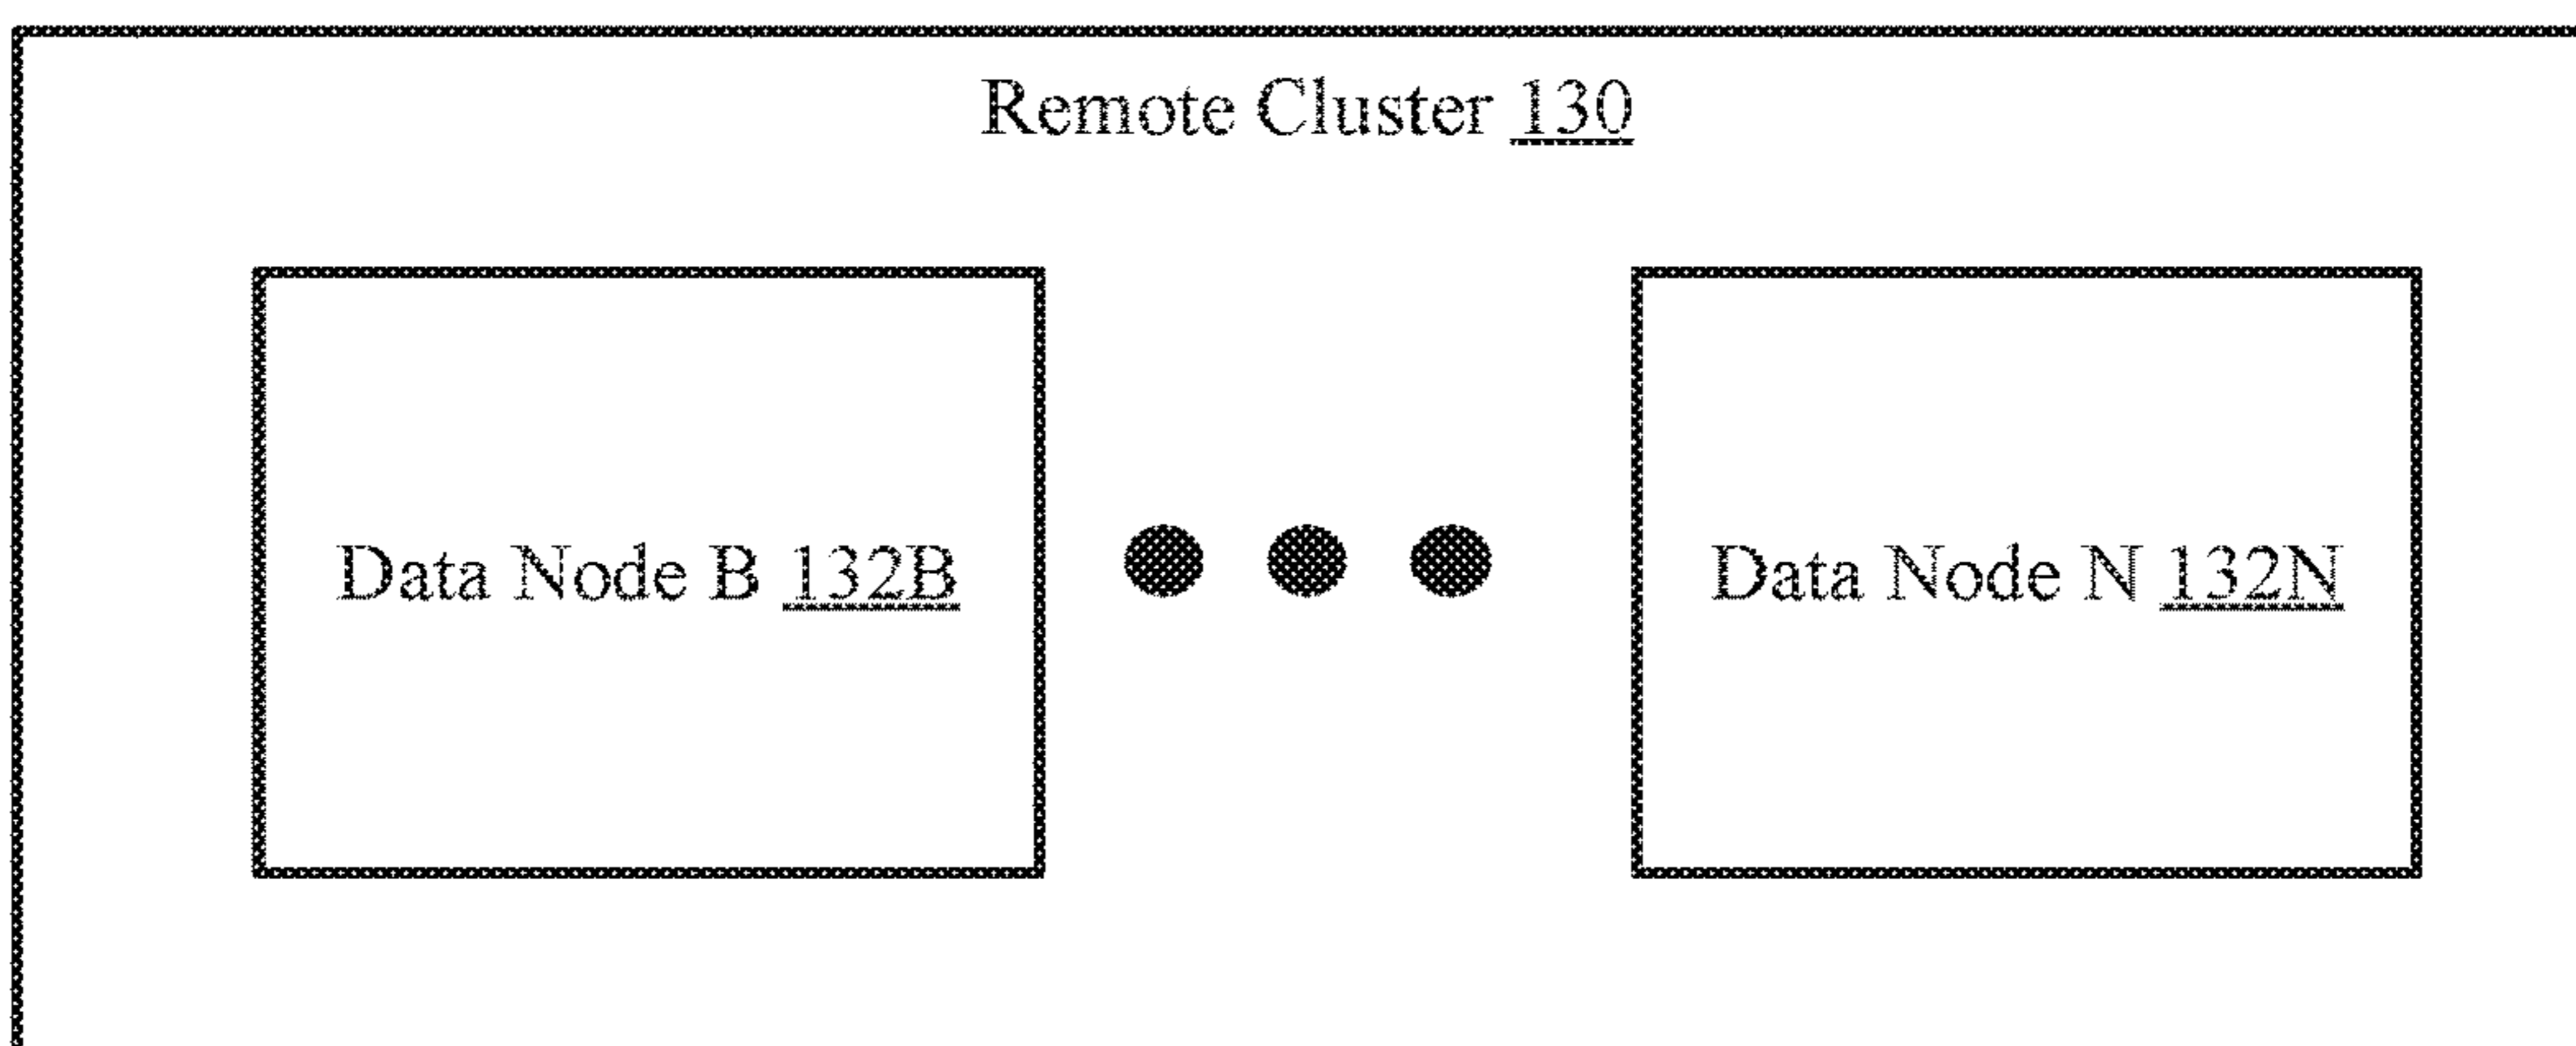 Remote Cluster 130
Data Node B 132B
Data Node N 132N